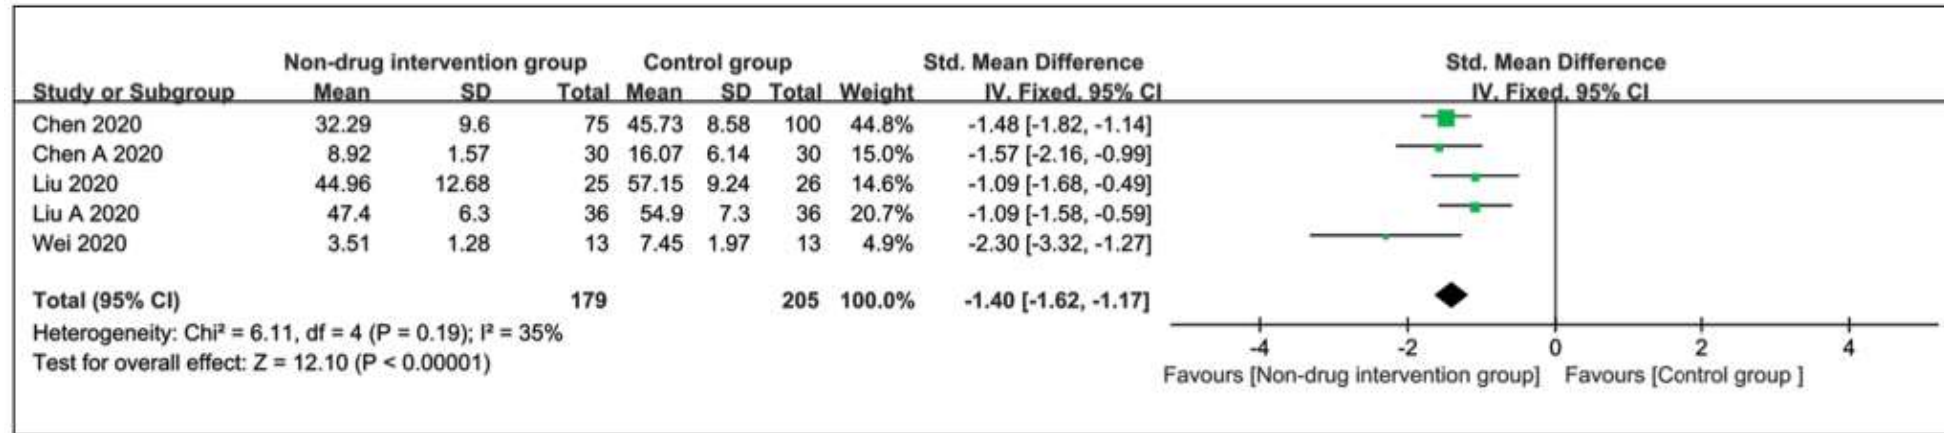 Non-drug intervention group Control group Std. Mean Difference Std. Mean Difference
Study or Subgroup Mean SD Total Mean SD Total Weight IV, Fixed, 95% CI IV, Fixed, 95% CI
Chen 2020 32.29 9.6 75 45.73 8.58 100 44.8% -1.48 [-1.82, -1.14]
Chen A 2020 8.92 1.57 30 16.07 6.14 30 15.0% -1.57 [-2.16, -0.99]
Liu 2020 44.96 12.68 25 57.15 9.24 26 14.6% -1.09 [-1.68, -0.49]
Liu A 2020 47.4 6.3 36 54.9 7.3 36 20.7% -1.09 [-1.58, -0.59]
Wei 2020 3.51 1.28 13 7.45 1.97 13 4.9% -2.30 [-3.32, -1.27]
Total (95% CI) 179 205 100.0% -1.40 [-1.62, -1.17]
Heterogeneity: Chi² = 6.11, df = 4 (P = 0.19); I² = 35%
Test for overall effect: Z = 12.10 (P < 0.00001)
-4 -2 0 2 4
Favours [Non-drug intervention group] Favours [Control group ]